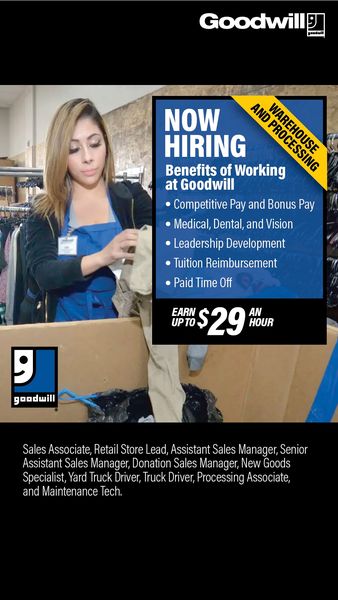 Goodwill
goodwill
WAREHOUSE
AND PROCESSING
NOW
HIRING
Benefits of Working
at Goodwill
• Competitive Pay and Bonus Pay
• Medical, Dental, and Vision
• Leadership Development
• Tuition Reimbursement
• Paid Time Off
EARN
UP TO $29 AN
HOUR
goodwill
Sales Associate, Retail Store Lead, Assistant Sales Manager, Senior
Assistant Sales Manager, Donation Sales Manager, New Goods
Specialist, Yard Truck Driver, Truck Driver, Processing Associate,
and Maintenance Tech.